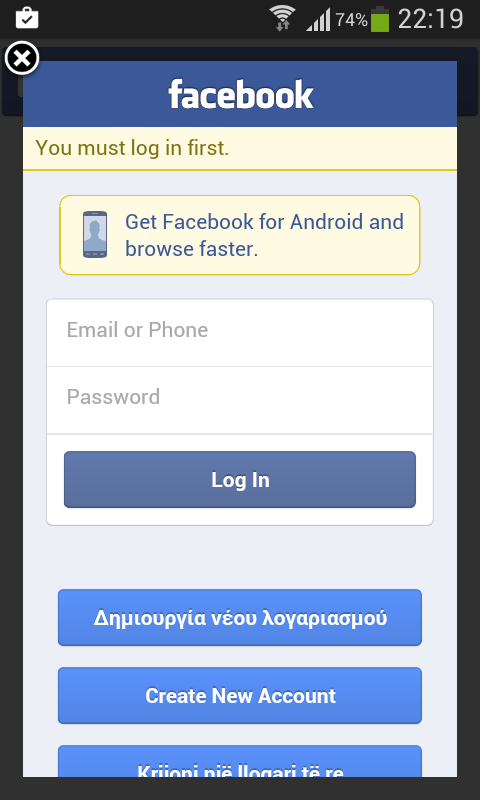 74% 22:19
facebook
You must log in first.
Get Facebook for Android and
browse faster.
Email or Phone
Password
Log In
Δημιουργία νέου λογαριασμού
Create New Account
Krijoni një llogari të re